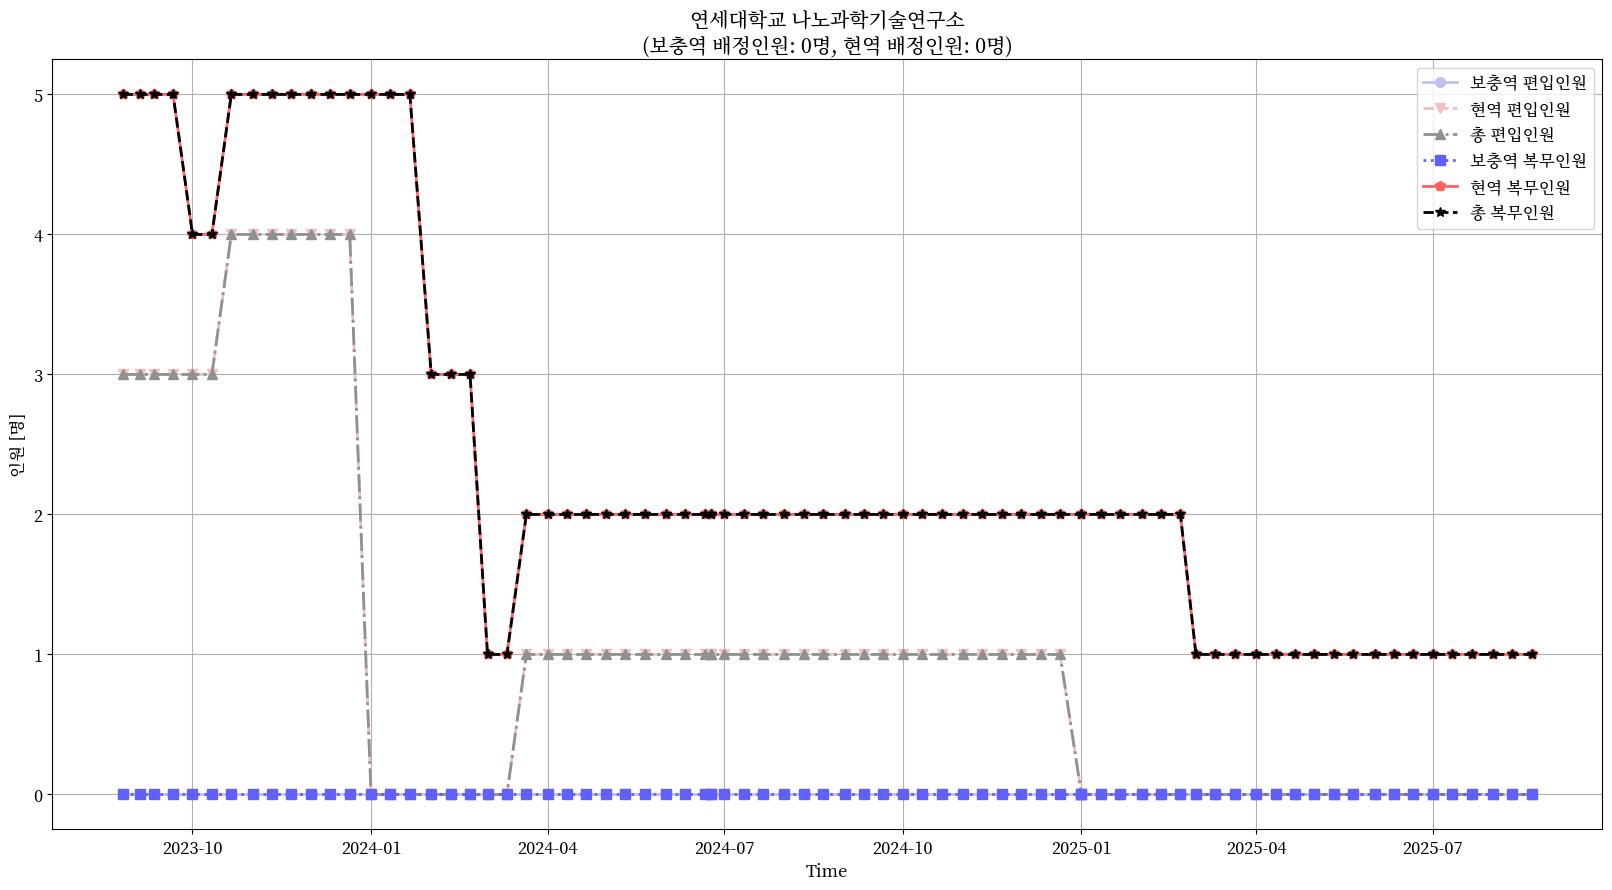 연세대학교 나노과학기술연구소
(보충역 배정인원: 0명, 현역 배정인원: 0명)
보충역 편입인원
현역 편입인원
총 편입인원
보충역 복무인원
현역 복무인원
총 복무인원
인원 [명]
5
4
3
2
1
0
2023-10
2024-01
2024-04
2024-07
2024-10
2025-01
2025-04
2025-07
Time